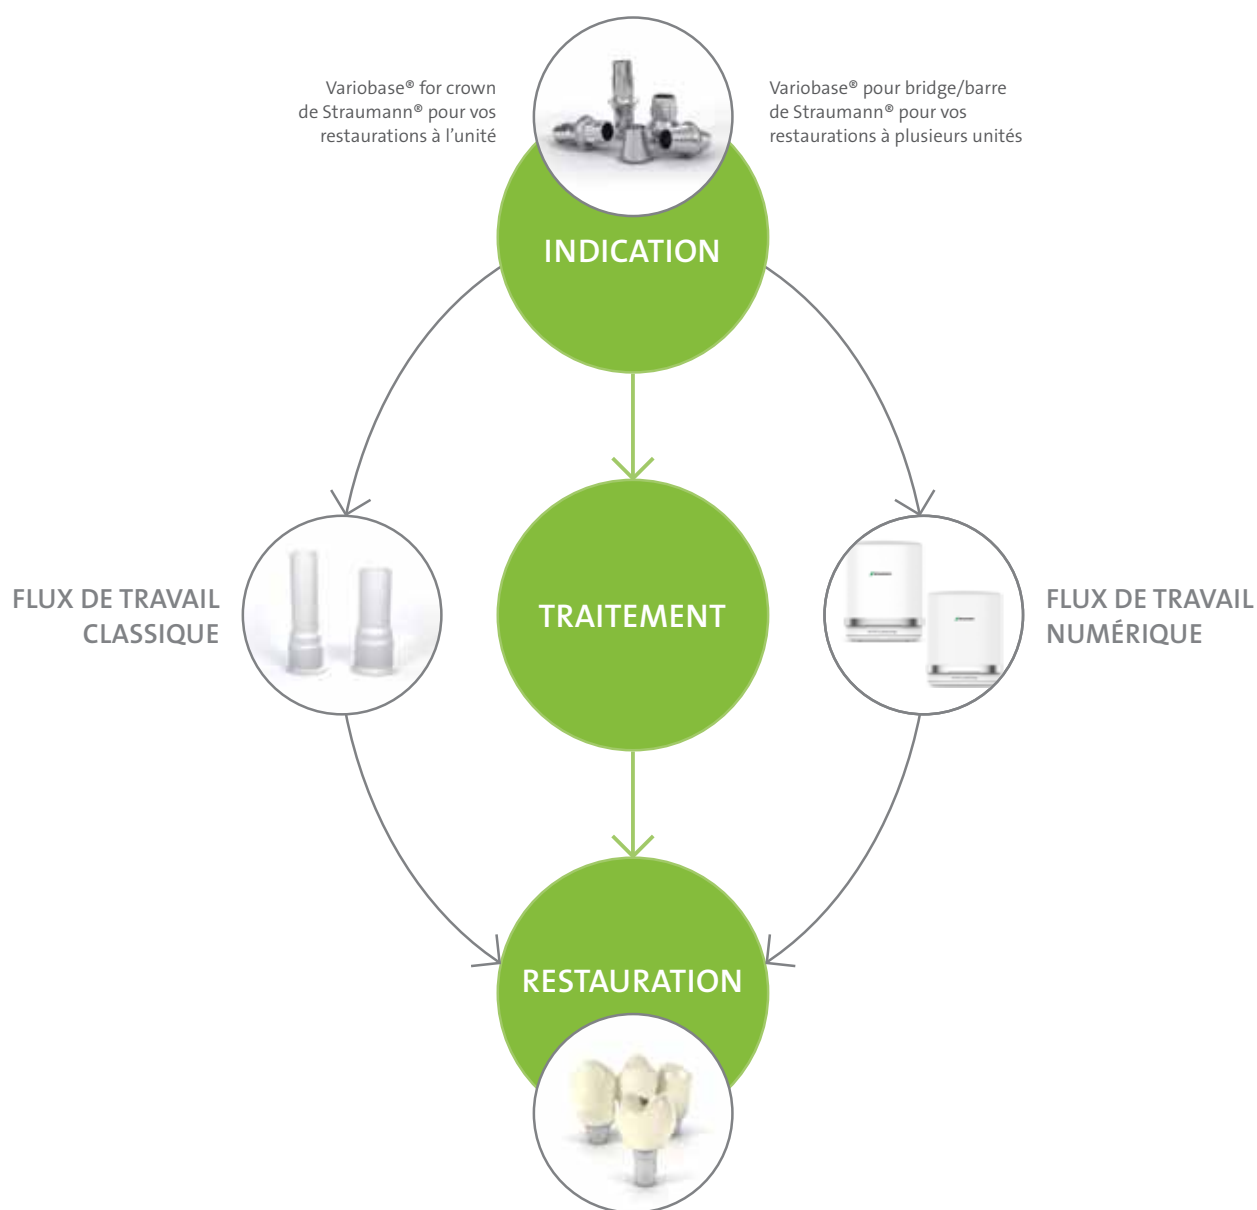 Variobase® for crown
de Straumann® pour vos
restaurations à l'unité
Variobase® pour bridge/barre
de Straumann® pour vos
restaurations à plusieurs unités
INDICATION
FLUX DE TRAVAIL
CLASSIQUE
TRAITEMENT
FLUX DE TRAVAIL
NUMÉRIQUE
RESTAURATION